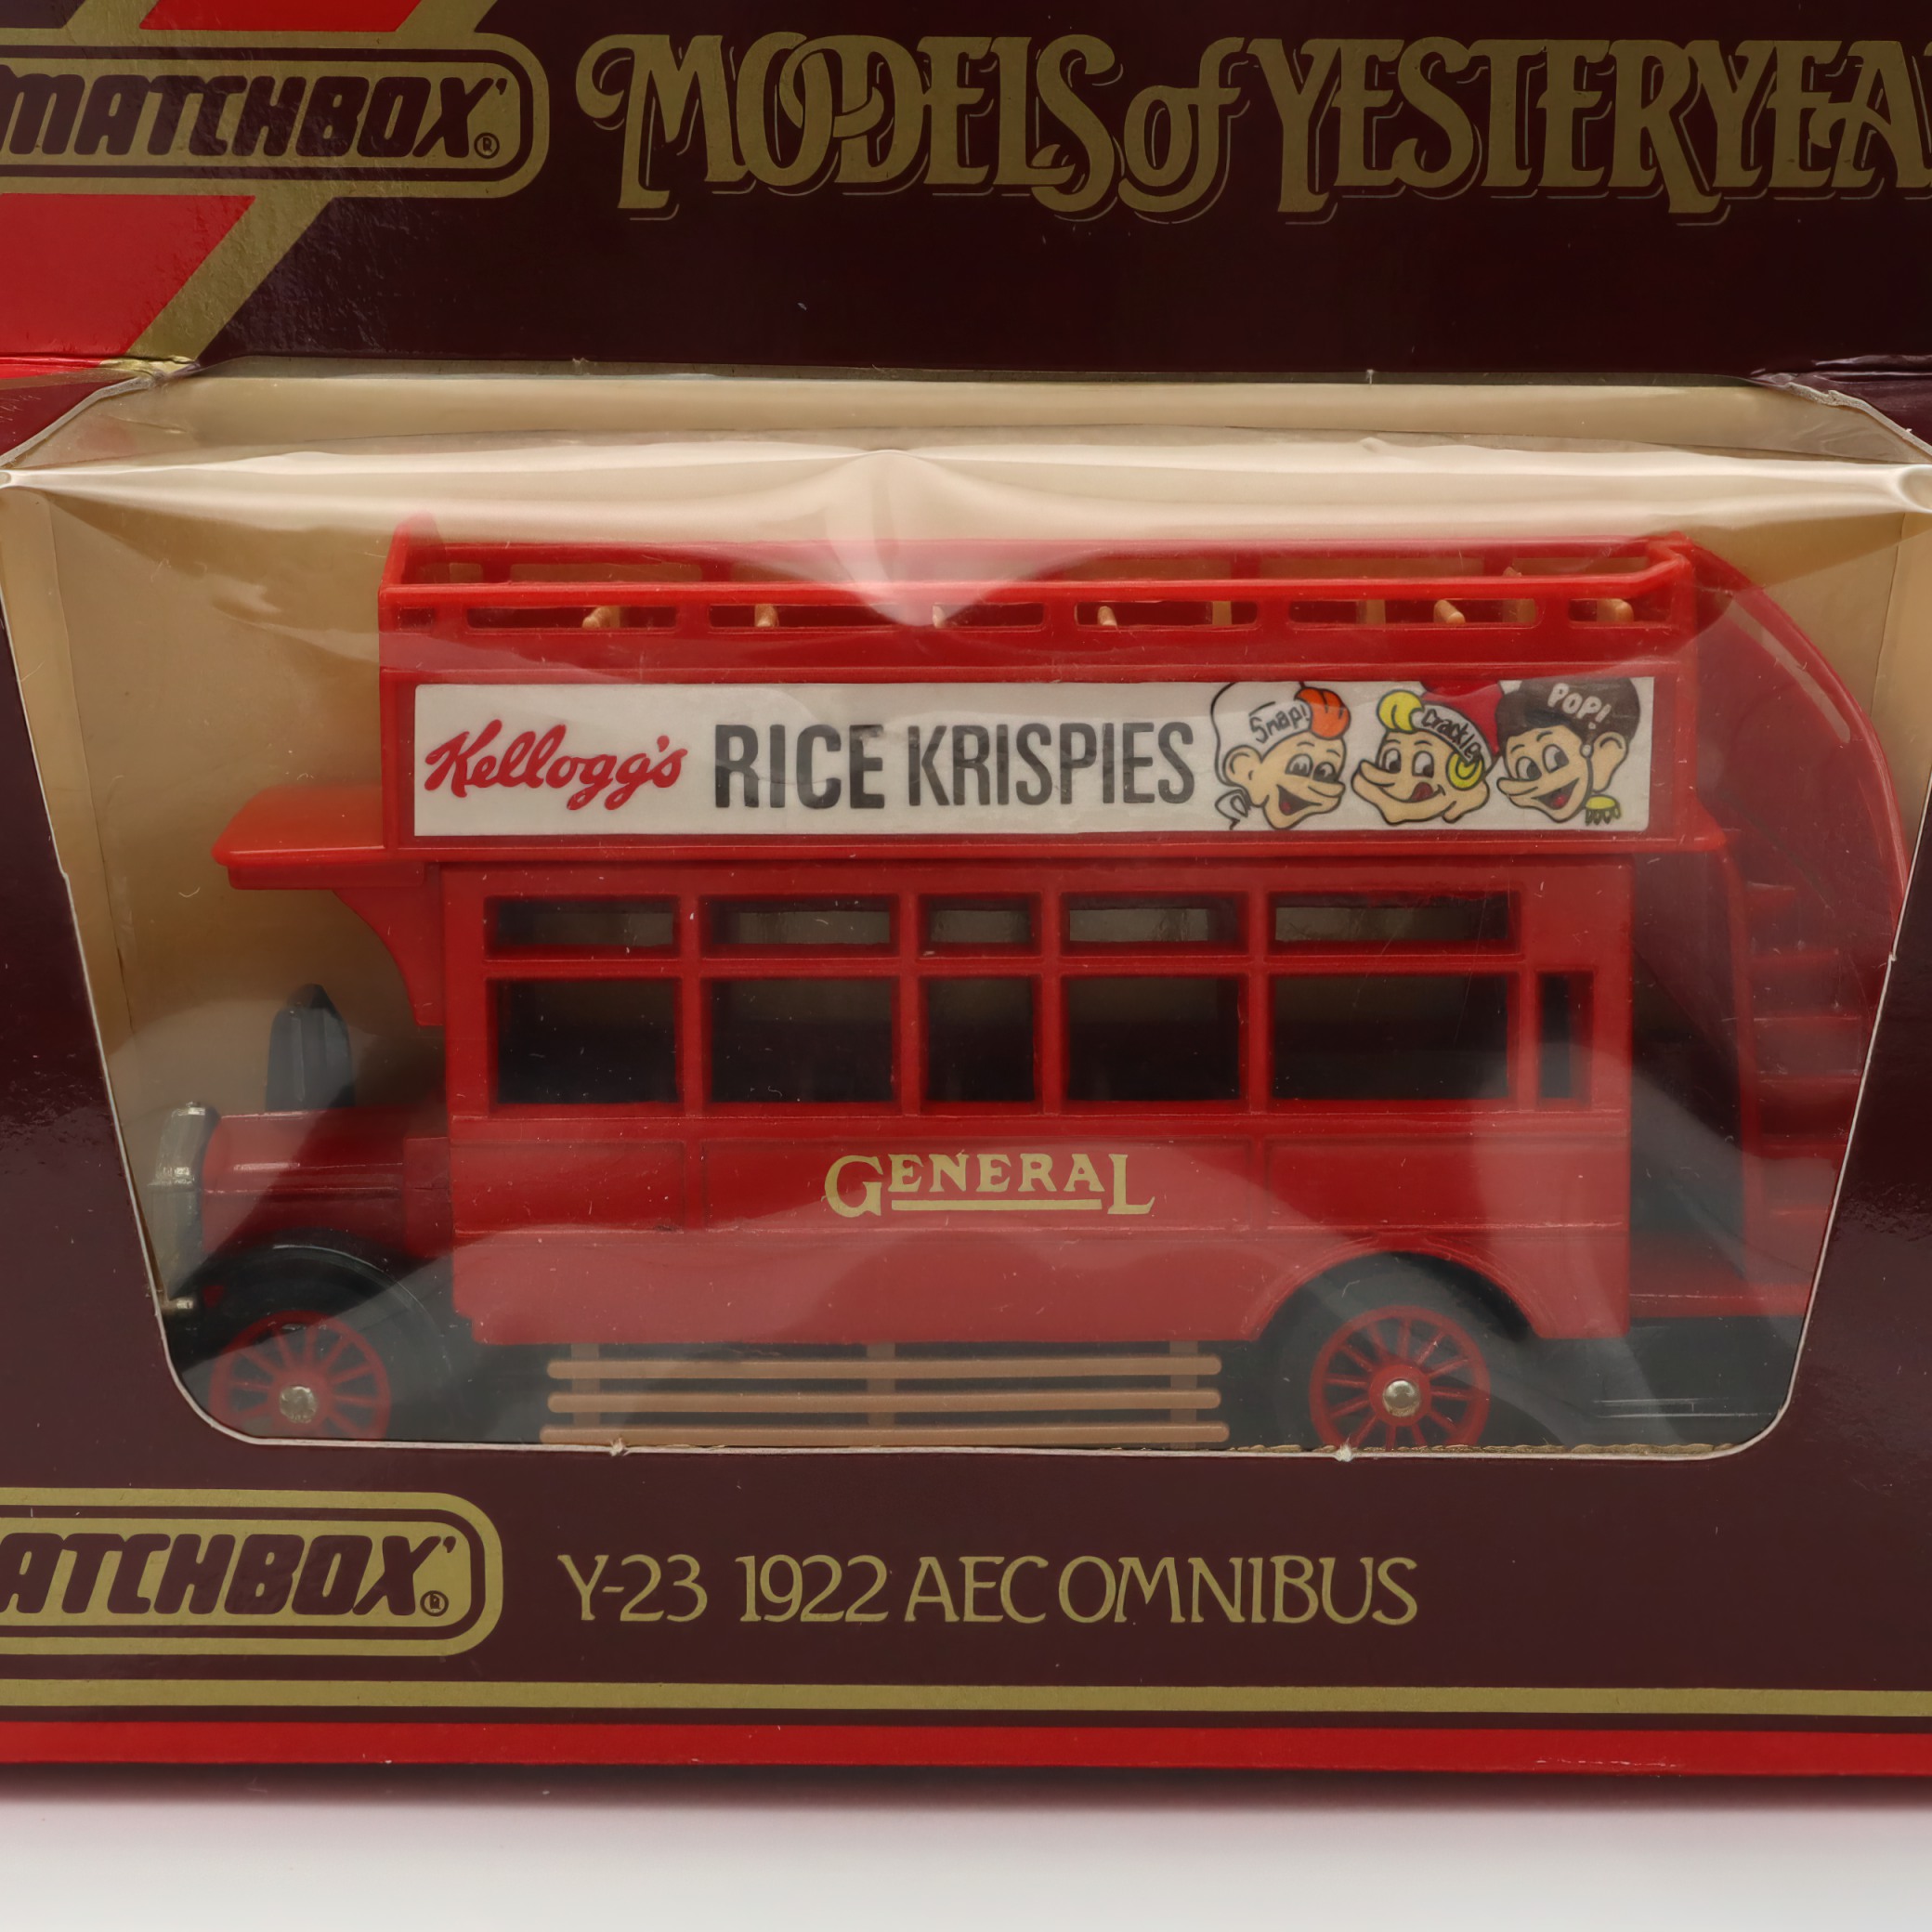 MATCHBOX®
MODELS of YESTERYEA
Kellogg's RICE KRISPIES
Snap! Crackle POP!
GENERAL
ATCHBOX®
Y-23 1922 AEC OMNIBUS